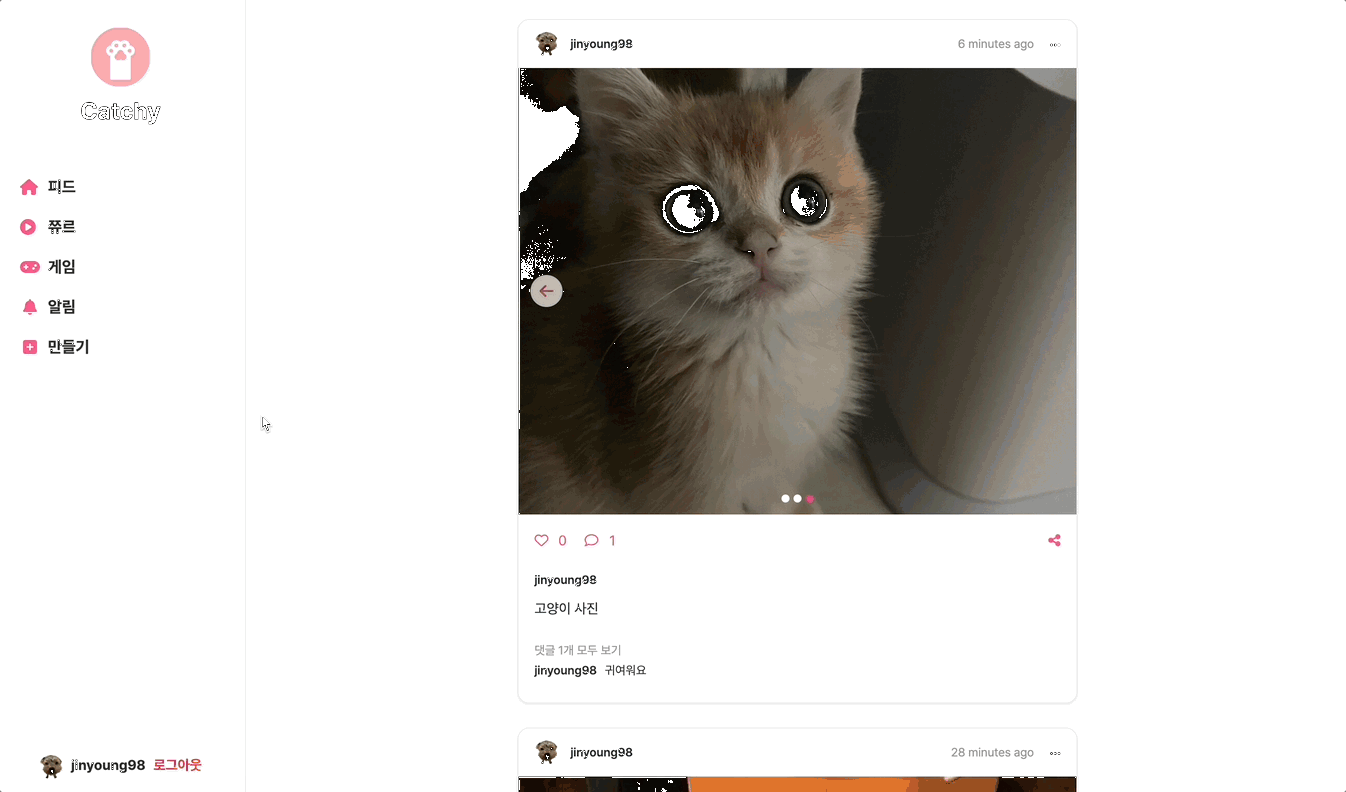 Catchy
피드
쮸르
게임
알림
만들기
jinyoung98 로그아웃
jinyoung98 6 minutes ago
0 1
jinyoung98
고양이 사진
댓글 1개 모두 보기
jinyoung98 귀여워요
jinyoung98 28 minutes ago